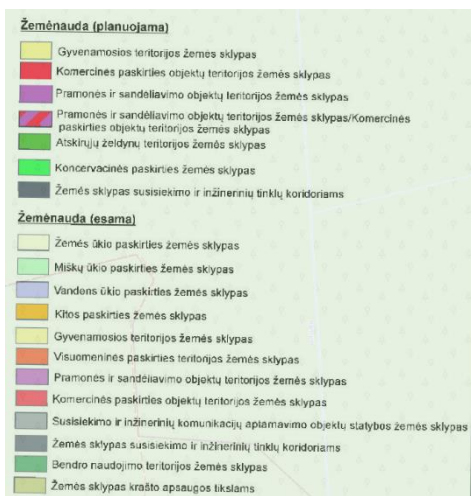 Žemėnauda (planuojama)
Gyvenamosios teritorijos žemės sklypas
Komercinės paskirties objektų teritorijos žemės sklypas
Pramonės ir sandėliavimo objektų teritorijos žemės sklypas
Pramonės ir sandėliavimo objektų teritorijos žemės sklypas/Komercinės
paskirties objektų teritorijos žemės sklypas
Atskirųjų želdynų teritorijos žemės sklypas
Koncervacinės paskirties žemės sklypas
Žemės sklypas susisiekimo ir inžinerinių tinklų koridoriams
Žemėnauda (esama)
Žemės ūkio paskirties žemės sklypas
Miškų ūkio paskirties žemės sklypas
Vandens ūkio paskirties žemės sklypas
Kitos paskirties žemės sklypas
Gyvenamosios teritorijos žemės sklypas
Visuomeninės paskirties teritorijos žemės sklypas
Pramonės ir sandėliavimo objektų teritorijos žemės sklypas
Komercinės paskirties objektų teritorijos žemės sklypas
Susisiekimo ir inžinerinių komunikacijų aptarnavimo objektų statybos žemės sklypas
Žemės sklypas susisiekimo ir inžinerinių tinklų koridoriams
Bendro naudojimo teritorijos žemės sklypas
Žemės sklypas krašto apsaugos tikslams